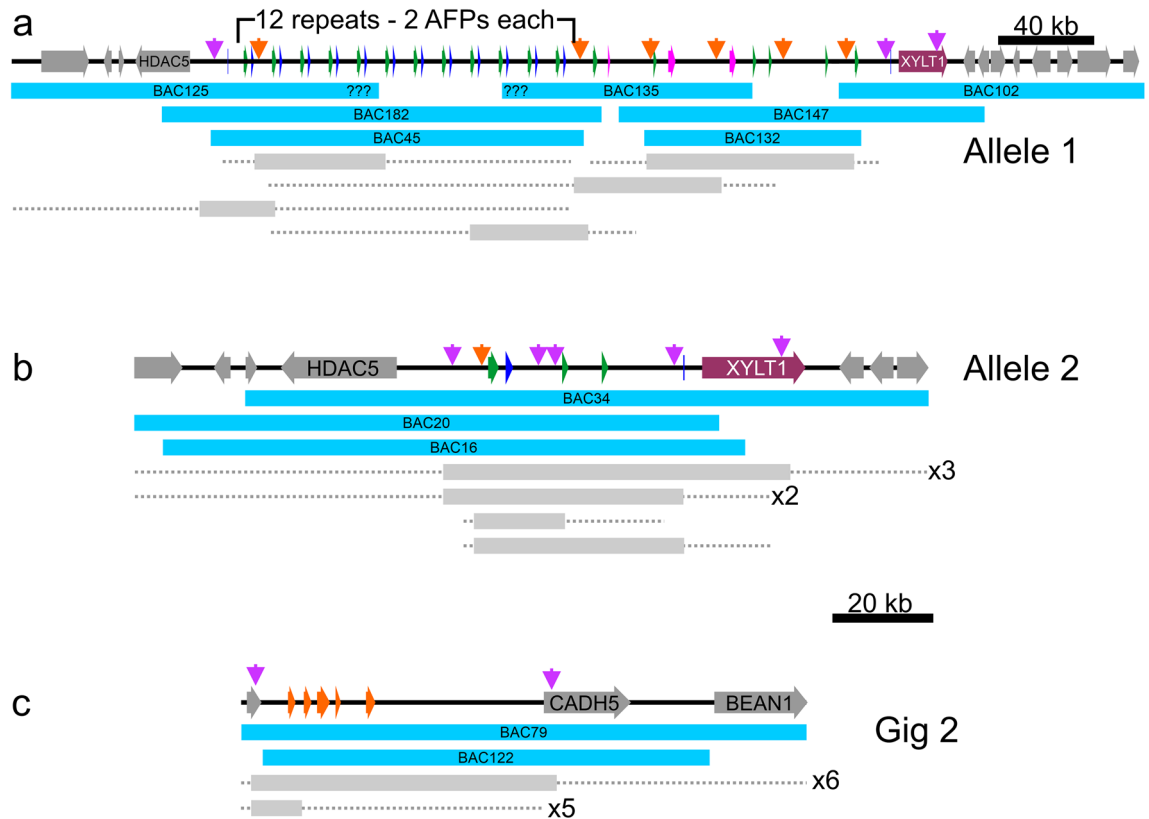 a
12 repeats - 2 AFPs each
40 kb
HDAC5
XYLT1
BAC125 ???
??? BAC135
BAC102
BAC182
BAC147
BAC45
BAC132
Allele 1
b
HDAC5
XYLT1
Allele 2
BAC34
BAC20
BAC16
x3
x2
20 kb
c
CADH5
BEAN1
BAC79
Gig 2
BAC122
x6
x5